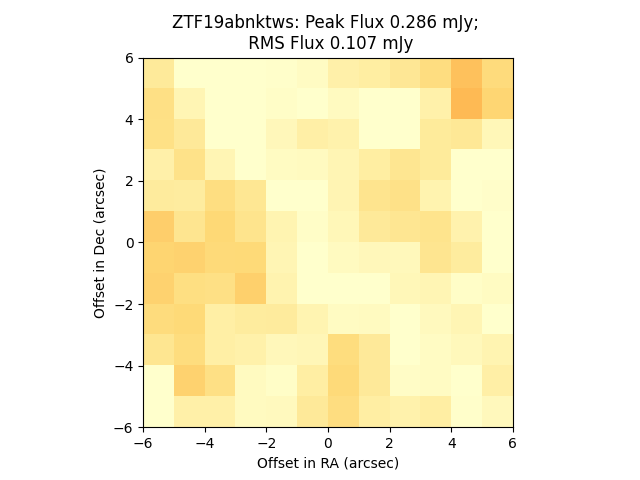 ZTF19abnktws: Peak Flux 0.286 mJy;
RMS Flux 0.107 mJy
6
4
2
0
−2
−4
−6
Offset in Dec (arcsec)
−6 −4 −2 0 2 4 6
Offset in RA (arcsec)